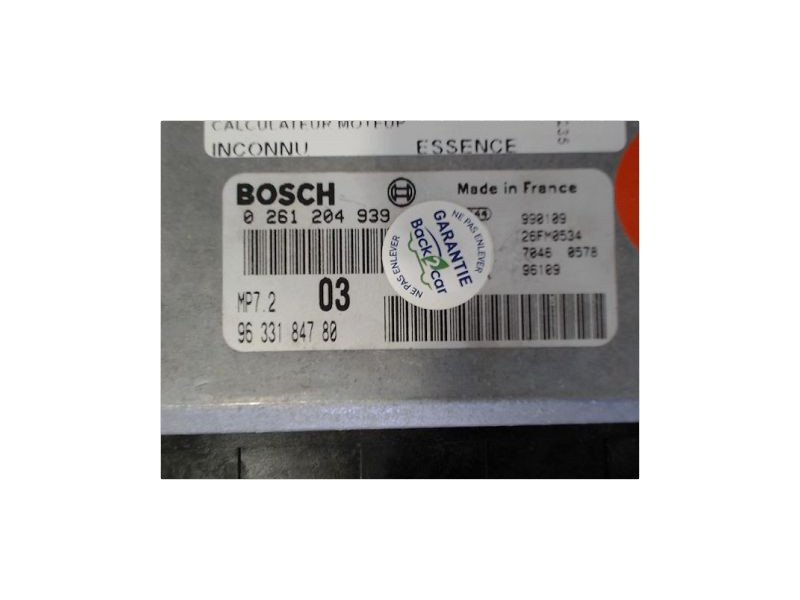 CALCULATEUR MOTEUR
INCONNU ESSENCE
BOSCH
Made in France
0 261 204 939
990109
26FM0534
7046 0578
96109
MP7.2 03
96 331 847 80
NE PAS ENLEVER
GARANTIE
Back2car
NE PAS ENLEVER